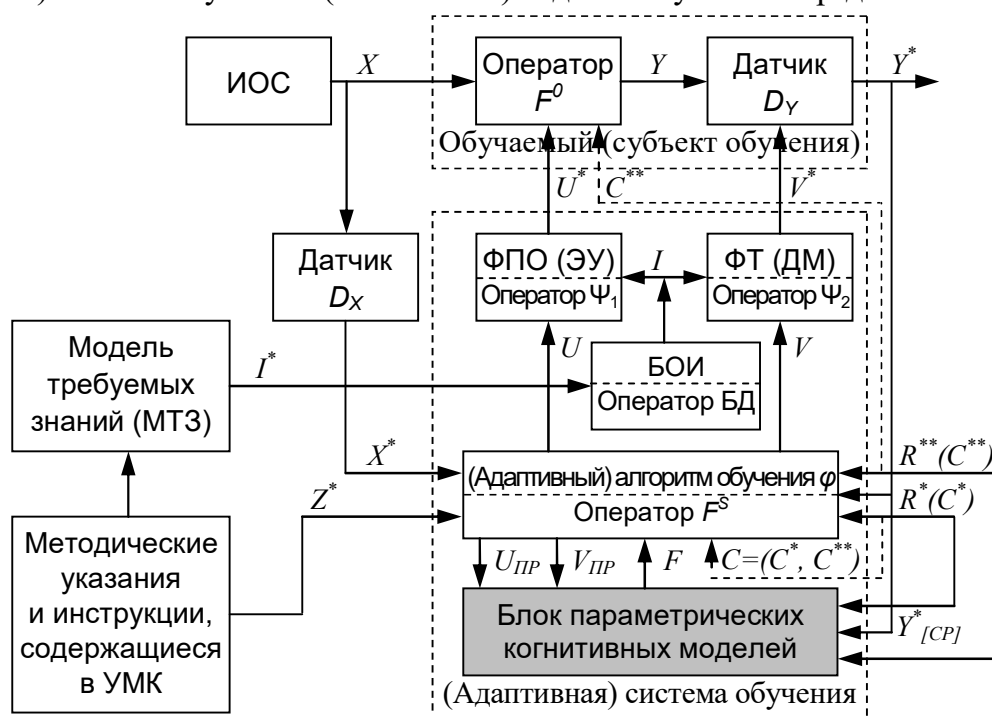 ИОС
X
Оператор
F⁰
Y
Датчик
D_Y
Y*
Обучаемый (субъект обучения)
U*
C**
V*
Датчик
D_X
ФПО (ЭУ)
Оператор Ψ₁
I
ФТ (ДМ)
Оператор Ψ₂
U
V
Модель
требуемых
знаний (МТЗ)
I*
БОИ
Оператор БД
X*
(Адаптивный) алгоритм обучения φ
Оператор F^S
R**(C**)
R*(C*)
Z*
Методические
указания
и инструкции,
содержащиеся
в УМК
U_ПР
V_ПР
F
C=(C*, C**)
Блок параметрических
когнитивных моделей
Y*_[СР]
(Адаптивная) система обучения